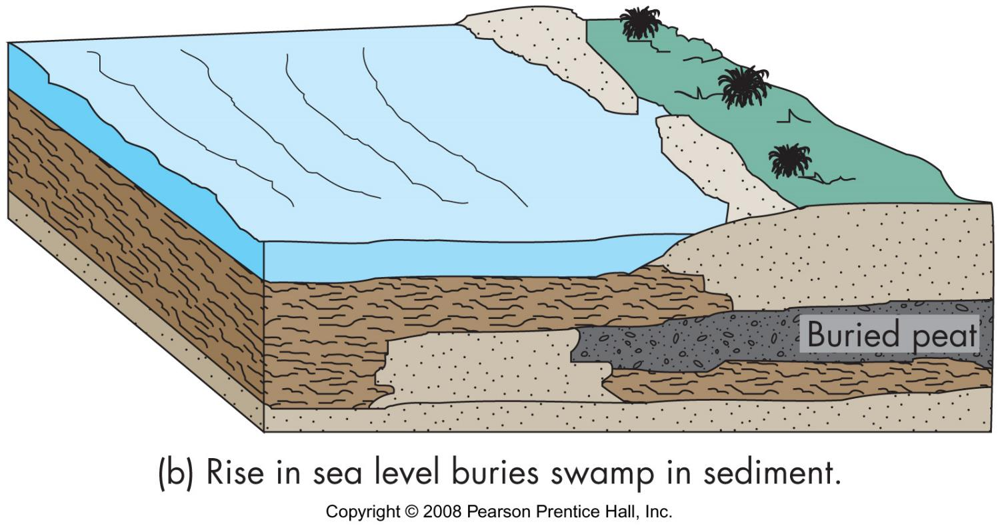 Buried peat
(b) Rise in sea level buries swamp in sediment.
Copyright © 2008 Pearson Prentice Hall, Inc.